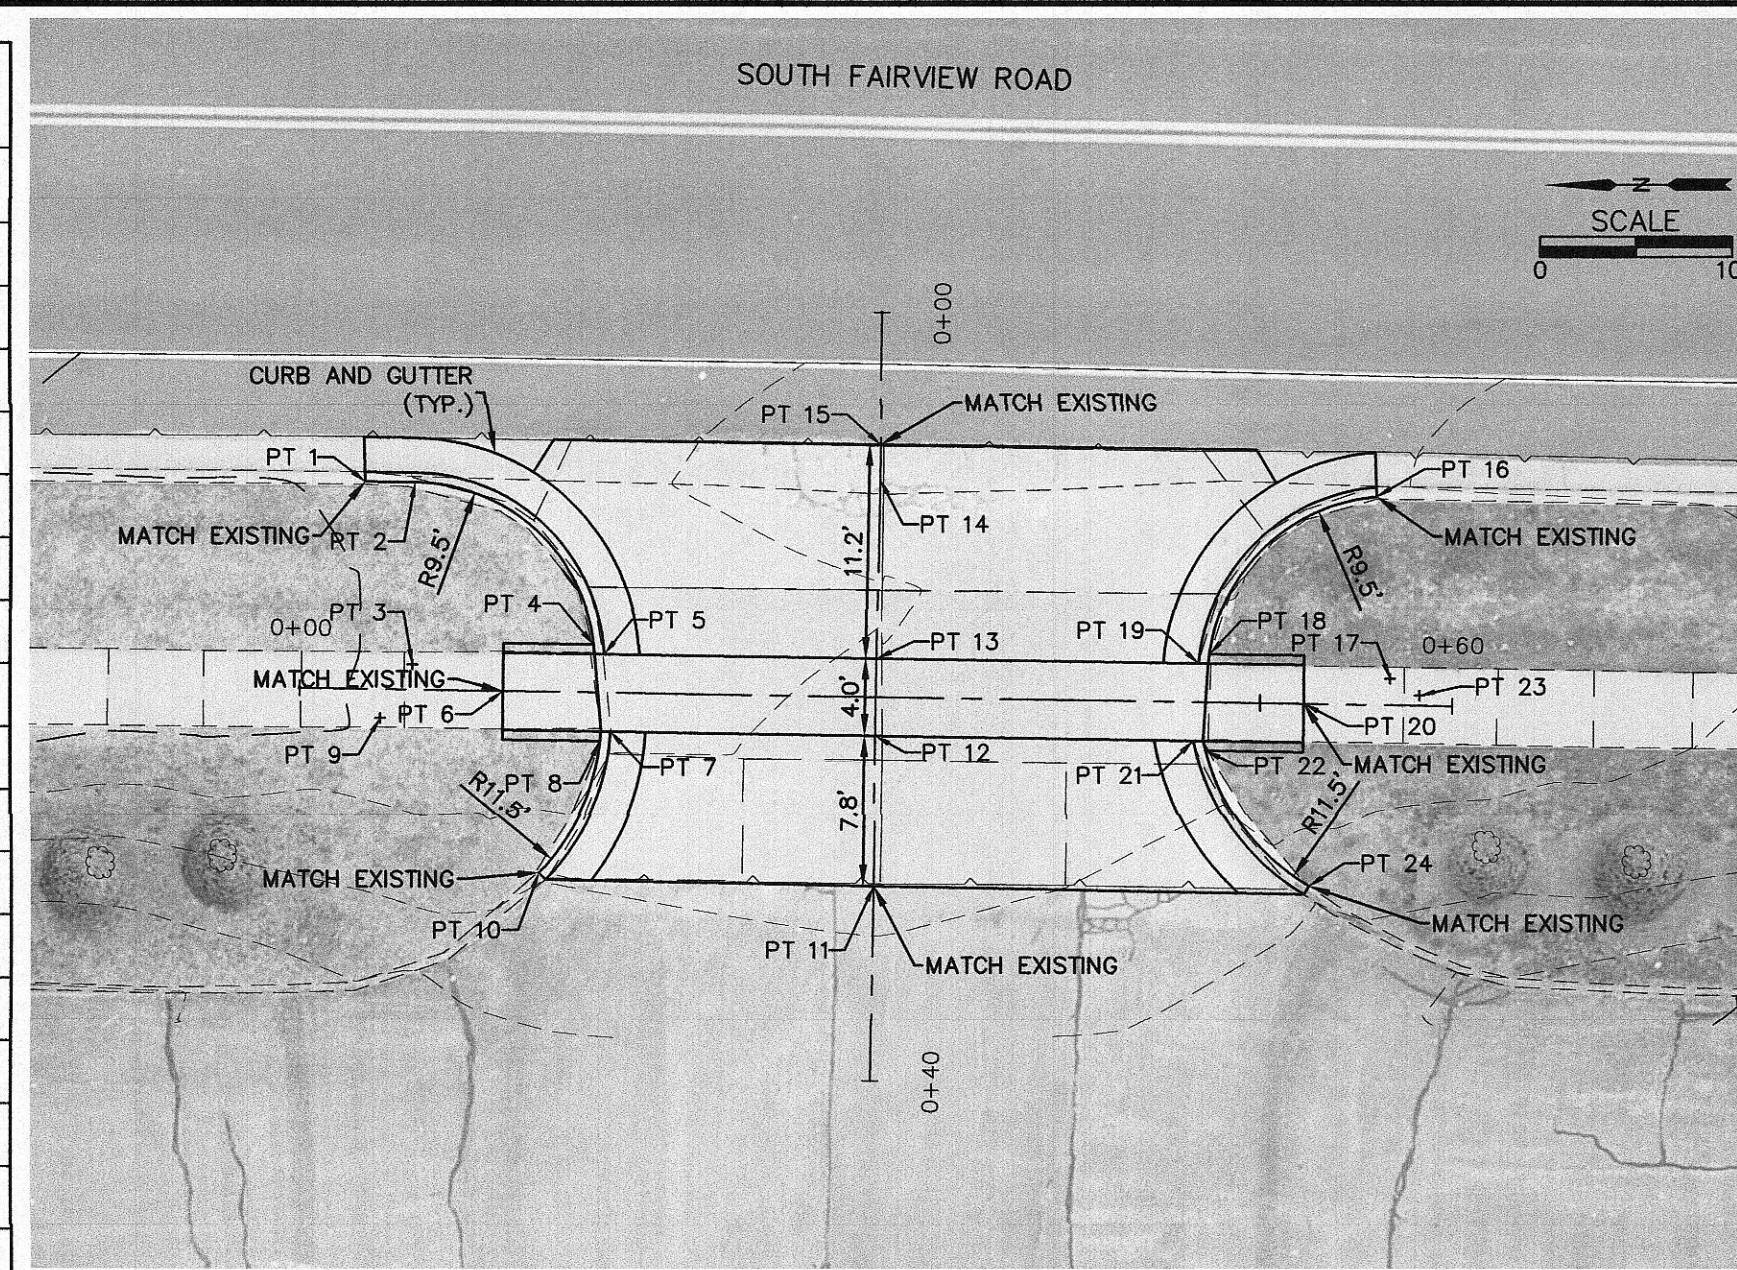 SOUTH FAIRVIEW ROAD
N
SCALE
0
10
0+00
CURB AND GUTTER
(TYP.)
PT 15
MATCH EXISTING
PT 1
PT 16
MATCH EXISTING
PT 2
R9.5'
11.2'
PT 14
R9.5'
MATCH EXISTING
PT 3
0+00
PT 4
PT 5
PT 13
PT 19
PT 18
PT 17
0+60
MATCH EXISTING
PT 6
4.0'
PT 23
PT 20
PT 9
PT 8
PT 7
PT 12
PT 21
PT 22
MATCH EXISTING
R11.5'
7.8'
R11.5'
MATCH EXISTING
PT 24
PT 10
PT 11
MATCH EXISTING
MATCH EXISTING
0+40